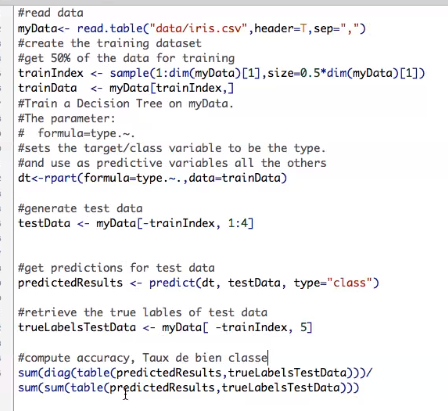 #read data
myData<- read.table("data/iris.csv",header=T,sep=",")
#create the training dataset
#get 50% of the data for training
trainIndex <- sample(1:dim(myData)[1],size=0.5*dim(myData)[1])
trainData  <- myData[trainIndex,]
#Train a Decision Tree on myData.
#The parameter:
#  formula=type.~.
#sets the target/class variable to be the type.
#and use as predictive variables all the others
dt<-rpart(formula=type.~.,data=trainData)
#generate test data
testData <- myData[-trainIndex, 1:4]
#get predictions for test data
predictedResults <- predict(dt, testData, type="class")
#retrieve the true lables of test data
trueLabelsTestData <- myData[ -trainIndex, 5]
#compute accuracy, Taux de bien classe
sum(diag(table(predictedResults,trueLabelsTestData)))/
sum(sum(table(predictedResults,trueLabelsTestData)))